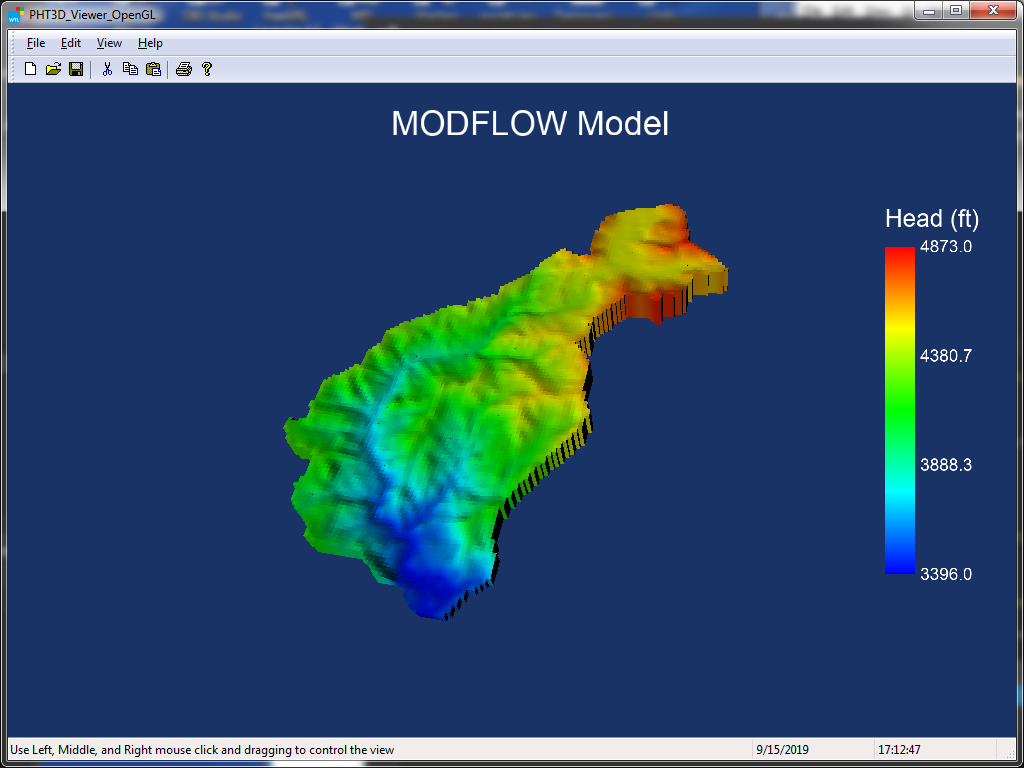 PHT3D_Viewer_OpenGL
File Edit View Help
MODFLOW Model
Head (ft)
4873.0
4380.7
3888.3
3396.0
Use Left, Middle, and Right mouse click and dragging to control the view 9/15/2019 17:12:47